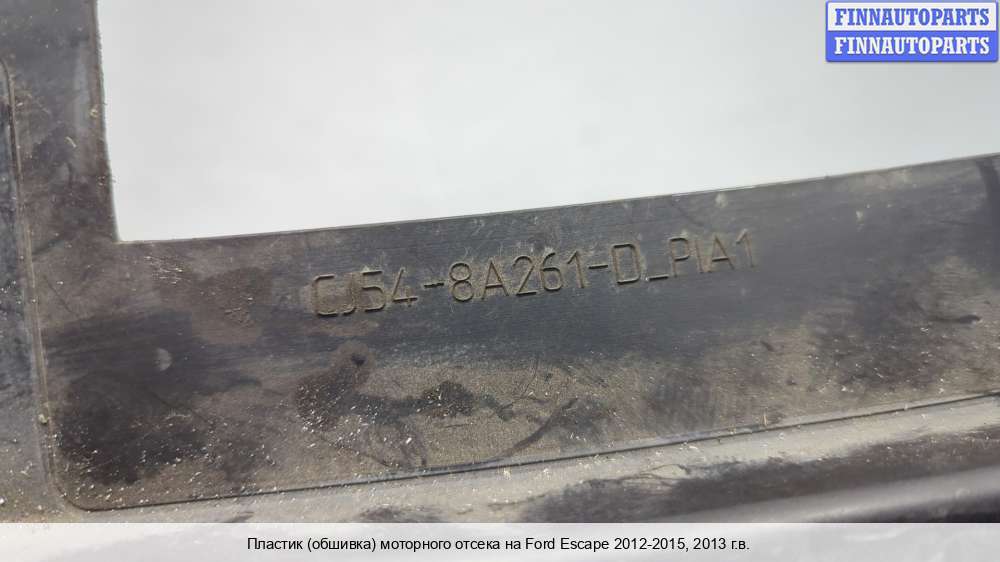 FINNAUTOPARTS
FINNAUTOPARTS
CJ54-8A261-D_PIA1
Пластик (обшивка) моторного отсека на Ford Escape 2012-2015, 2013 г.в.